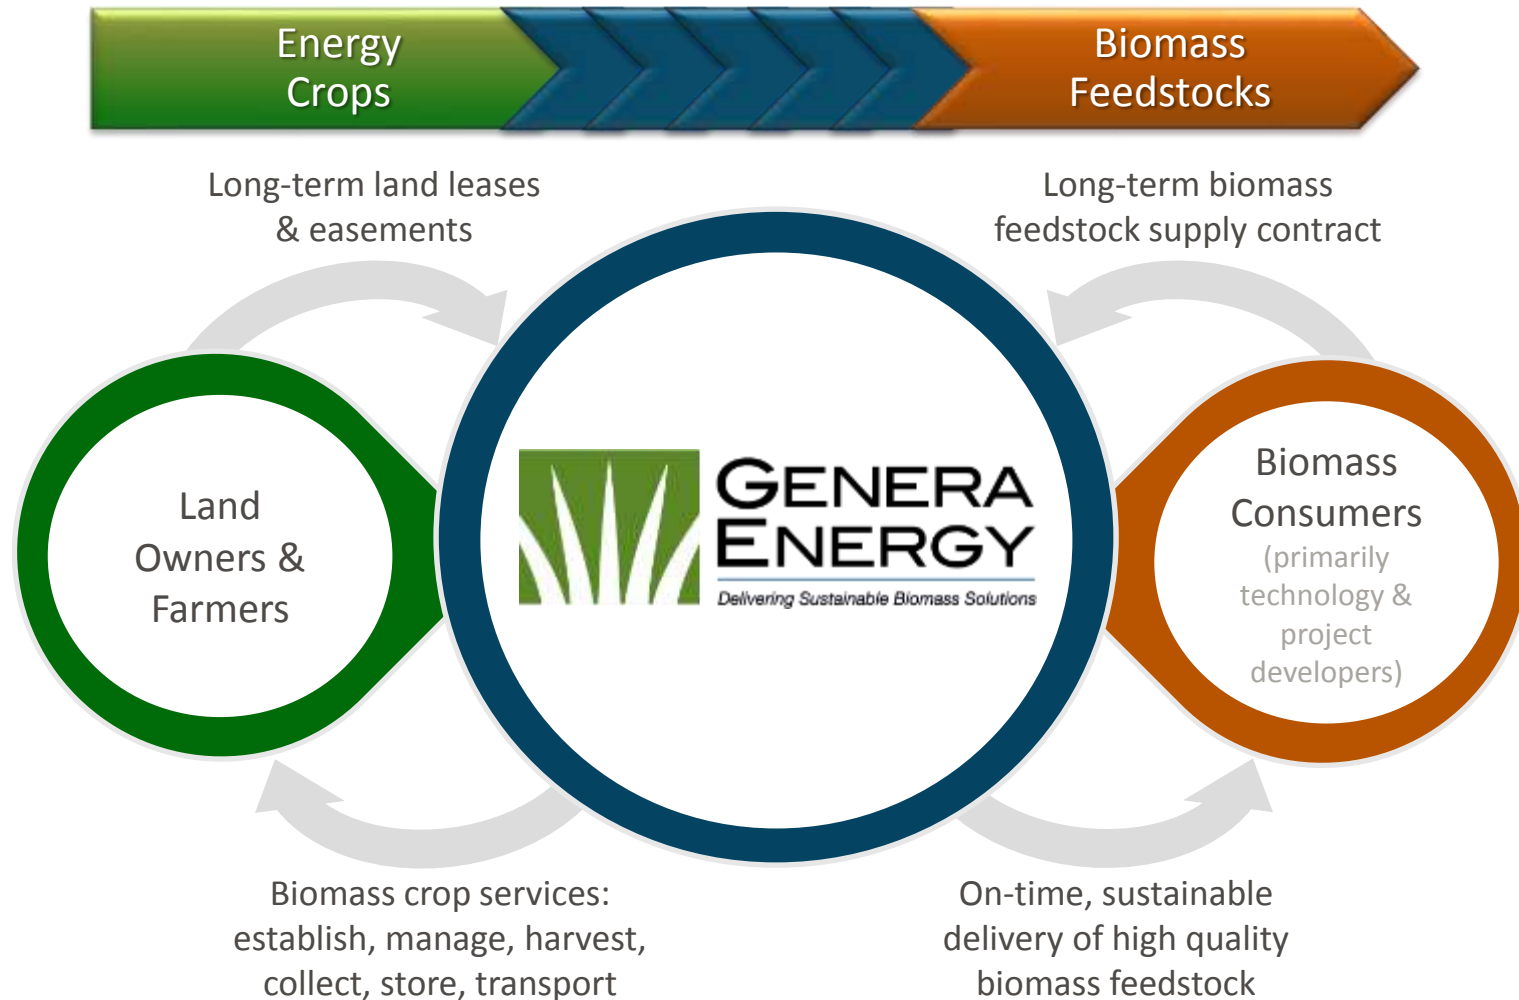 Energy
Crops
Biomass
Feedstocks
Long-term land leases
& easements
Long-term biomass
feedstock supply contract
Land
Owners &
Farmers
GENERA
ENERGY
Delivering Sustainable Biomass Solutions
Biomass
Consumers
(primarily
technology &
project
developers)
Biomass crop services:
establish, manage, harvest,
collect, store, transport
On-time, sustainable
delivery of high quality
biomass feedstock